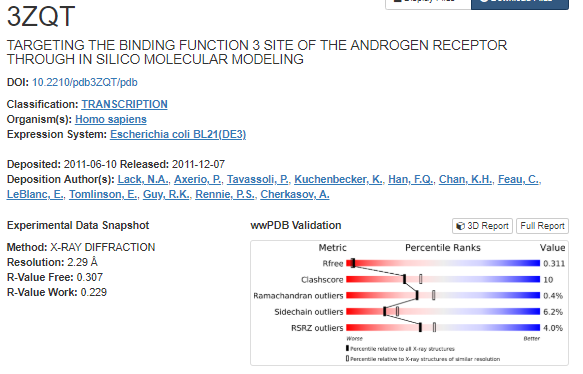 3ZQT
TARGETING THE BINDING FUNCTION 3 SITE OF THE ANDROGEN RECEPTOR
THROUGH IN SILICO MOLECULAR MODELING
DOI: 10.2210/pdb3ZQT/pdb
Classification: TRANSCRIPTION
Organism(s): Homo sapiens
Expression System: Escherichia coli BL21(DE3)
Deposited: 2011-06-10 Released: 2011-12-07
Deposition Author(s): Lack, N.A., Axerio, P., Tavassoli, P., Kuchenbecker, K., Han, F.Q., Chan, K.H., Feau, C.,
LeBlanc, E., Tomlinson, E., Guy, R.K., Rennie, P.S., Cherkasov, A.
Experimental Data Snapshot
Method: X-RAY DIFFRACTION
Resolution: 2.29 Å
R-Value Free: 0.307
R-Value Work: 0.229
wwPDB Validation
3D Report
Full Report
Metric Percentile Ranks Value
Rfree 0.311
Clashscore 10
Ramachandran outliers 0.4%
Sidechain outliers 6.2%
RSRZ outliers 4.0%
Worse Better
Percentile relative to all X-ray structures
Percentile relative to X-ray structures of similar resolution